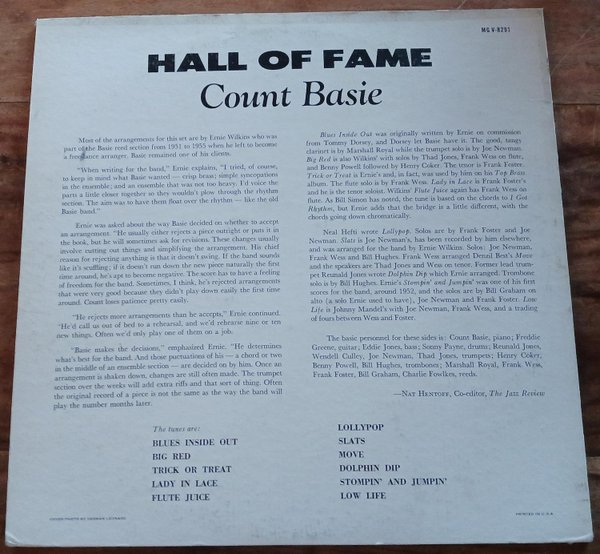 MG V-8291
HALL OF FAME
Count Basie
Most of the arrangements for this set are by Ernie Wilkins who was
part of the Basie reed section from 1951 to 1955 when he left to become
a freelance arranger. Basie remained one of his clients.
"When writing for the band," Ernie explains, "I tried, of course,
to keep in mind what Basie wanted — crisp brass; simple syncopations
in the ensemble; and an ensemble that was not too heavy. I'd voice the
parts a little closer together so they wouldn't plow through the rhythm
section. The aim was to have them float over the rhythm — like the old
Basie band."
Ernie was asked about the way Basie decided on whether to accept
an arrangement. "He usually either rejects a piece outright or puts it in
the book, but he will sometimes ask for revisions. These changes usually
involve cutting out things and simplifying the arrangement. His chief
reason for rejecting anything is that it doesn't swing. If the band sounds
like it's snuffling; if it doesn't run down the new piece naturally the first
time around, he's apt to become negative. The score has to have a feeling
of freedom for the band. Sometimes, I think, he's rejected arrangements
that were very good because they didn't play down easily the first time
around. Count loses patience pretty easily.
"He rejects more arrangements than he accepts," Ernie continued.
"He'd call us out of bed to a rehearsal, and we'd rehearse nine or ten
new things. Often we'd only play one of them on a job.
"Basie makes the decisions," emphasized Ernie. "He determines
what's best for the band. And those punctuations of his — a chord or two
in the middle of an ensemble section — are decided on by him. Once an
arrangement is shaken down, changes are still often made. The trumpet
section over the weeks will add extra riffs and that sort of thing. Often
the original record of a piece is not the same as the way the band will
play the number months later.
Blues Inside Out was originally written by Ernie on commission
from Tommy Dorsey, and Dorsey let Basie have it. The good, tangy
clarinet is by Marshall Royal while the trumpet solo is by Joe Newman.
Big Red is also Wilkins' with solos by Thad Jones, Frank Wess on flute,
and Benny Powell followed by Henry Coker. The tenor is Frank Foster.
Trick or Treat is Ernie's and, in fact, was used by him on his Top Brass
album. The flute solo is by Frank Wess. Lady in Lace is Frank Foster's
and he is the tenor soloist. Wilkins' Flute Juice again has Frank Wess on
flute. As Bill Simon has noted, the tune is based on the chords to I Got
Rhythm, but Ernie adds that the bridge is a little different, with the
chords going down chromatically.
Neal Hefti wrote Lollypop. Solos are by Frank Foster and Joe
Newman. Slats is Joe Newman's, has been recorded by him elsewhere,
and was arranged for the band by Ernie Wilkins. Solos: Joe Newman,
Frank Wess and Bill Hughes. Frank Wess arranged Denzil Best's Move
and the speakers are Thad Jones and Wess on tenor. Former lead trum-
pet Reunald Jones wrote Dolphin Dip which Ernie arranged. Trombone
solo is by Bill Hughes. Ernie's Stompin' and Jumpin' was one of his first
scores for the band, around 1952, and the solos are by Bill Graham on
alto (a solo Ernie used to have), Joe Newman and Frank Foster. Low
Life is Johnny Mandel's with Joe Newman, Frank Wess, and a trading
of fours between Wess and Foster.
The basic personnel for these sides is: Count Basie, piano; Freddie
Greene, guitar; Eddie Jones, bass; Sonny Payne, drums; Reunald Jones,
Wendell Culley, Joe Newman, Thad Jones, trumpets; Henry Coker,
Benny Powell, Bill Hughes, trombones; Marshall Royal, Frank Wess,
Frank Foster, Bill Graham, Charlie Fowlkes, reeds.
—NAT HENTOFF, Co-editor, The Jazz Review
The tunes are:
BLUES INSIDE OUT
BIG RED
TRICK OR TREAT
LADY IN LACE
FLUTE JUICE
LOLLYPOP
SLATS
MOVE
DOLPHIN DIP
STOMPIN' AND JUMPIN'
LOW LIFE
COVER PHOTO BY HERMAN LEONARD
PRINTED IN U.S.A.